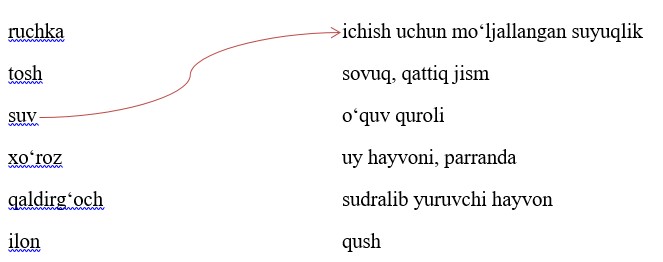 ruchka ichish uchun mo‘ljallangan suyuqlik
tosh sovuq, qattiq jism
suv o‘quv quroli
xo‘roz uy hayvoni, parranda
qaldirg‘och sudralib yuruvchi hayvon
ilon qush